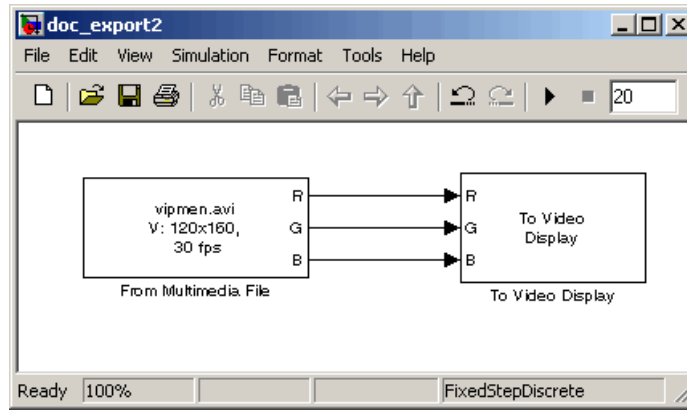 doc_export2
File Edit View Simulation Format Tools Help
20
vipmen.avi
V: 120x160,
30 fps
R
G
B
R
G
B
To Video
Display
From Multimedia File
To Video Display
Ready 100% FixedStepDiscrete